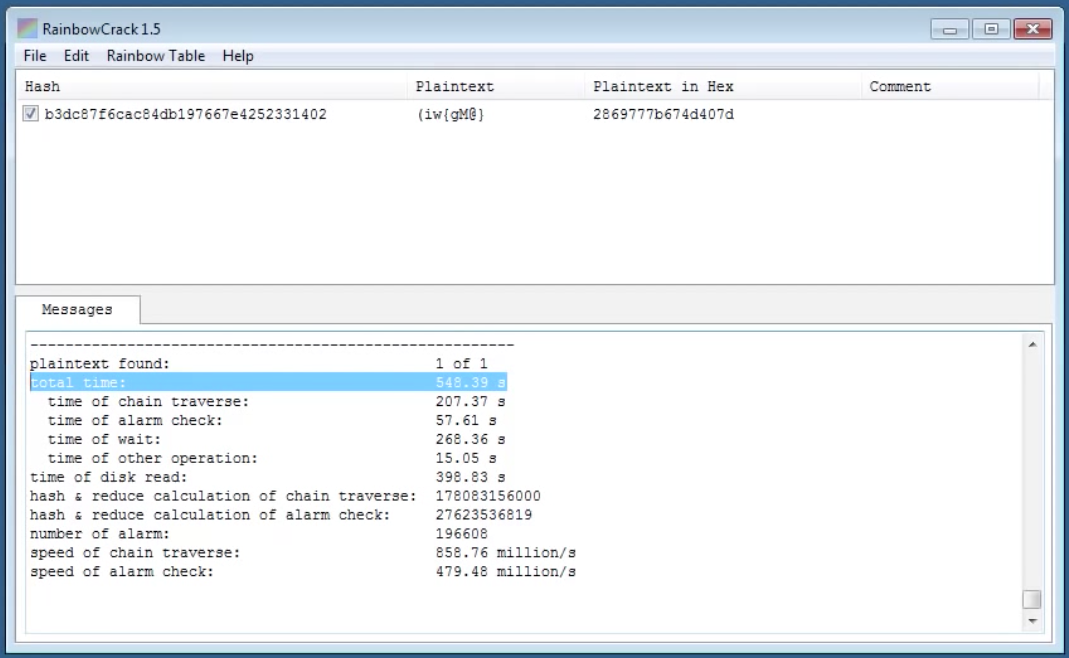 RainbowCrack 1.5
File Edit Rainbow Table Help
Hash Plaintext Plaintext in Hex Comment
b3dc87f6cac84db197667e4252331402 (iw{gM@} 2869777b674d407d
Messages
-------------------------------------------------------
plaintext found: 1 of 1
total time: 548.39 s
time of chain traverse: 207.37 s
time of alarm check: 57.61 s
time of wait: 268.36 s
time of other operation: 15.05 s
time of disk read: 398.83 s
hash & reduce calculation of chain traverse: 178083156000
hash & reduce calculation of alarm check: 27623536819
number of alarm: 196608
speed of chain traverse: 858.76 million/s
speed of alarm check: 479.48 million/s